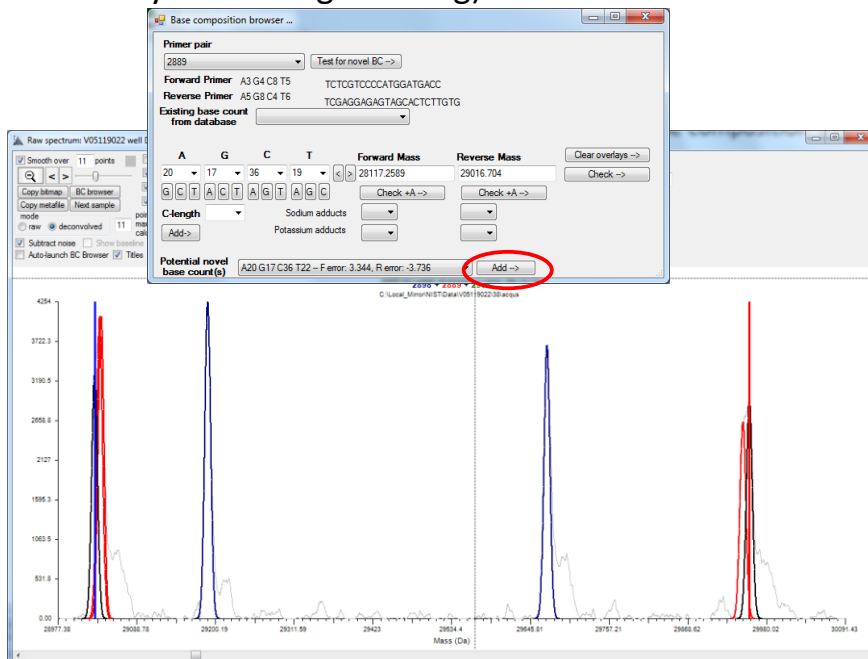 Base composition browser ...
Primer pair
2889
Test for novel BC -->
Forward Primer A3 G4 C8 T5 TCTCGTCCCCATGGATGACC
Reverse Primer A5 G8 C4 T6 TCGAGGAGAGTAGCACTCTTGTG
Existing base count
from database
A G C T Forward Mass Reverse Mass Clear overlays -->
20 17 36 19 < > 28117.2589 29016.704 Check -->
G C T A C T A G T A G C Check +A --> Check +A -->
C-length Sodium adducts
Add-> Potassium adducts
Potential novel
base count(s) A20 G17 C36 T22 -- F error: 3.344, R error: -3.736 Add -->
Raw spectrum: V05119022 well
Smooth over 11 points
< >
Copy bitmap BC browser
Copy metafile Next sample
mode
raw deconvolved 11
Subtract noise Show baseline
Auto-launch BC Browser Titles
C:\Local_Mirror\NIST\Data\V05119022\38\acqus
4254
3722.3
3190.5
2658.8
2127
1595.3
1063.5
531.8
0.00
28977.38 29088.78 29200.19 29311.59 29423 29534.4 29645.81 29757.21 29868.62 29980.02 30091.43
Mass (Da)